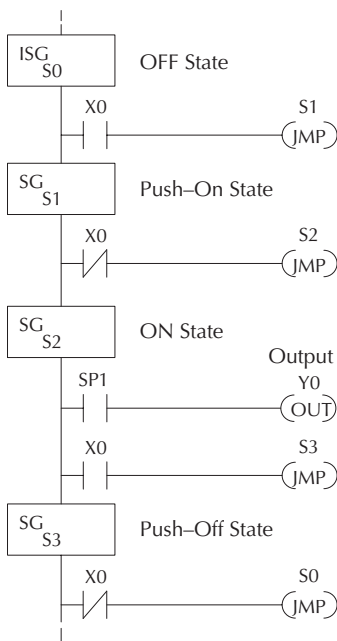 ISG
S0
OFF State
X0
S1
JMP
SG
S1
Push–On State
X0
S2
JMP
SG
S2
ON State
Output
SP1
Y0
OUT
X0
S3
JMP
SG
S3
Push–Off State
X0
S0
JMP